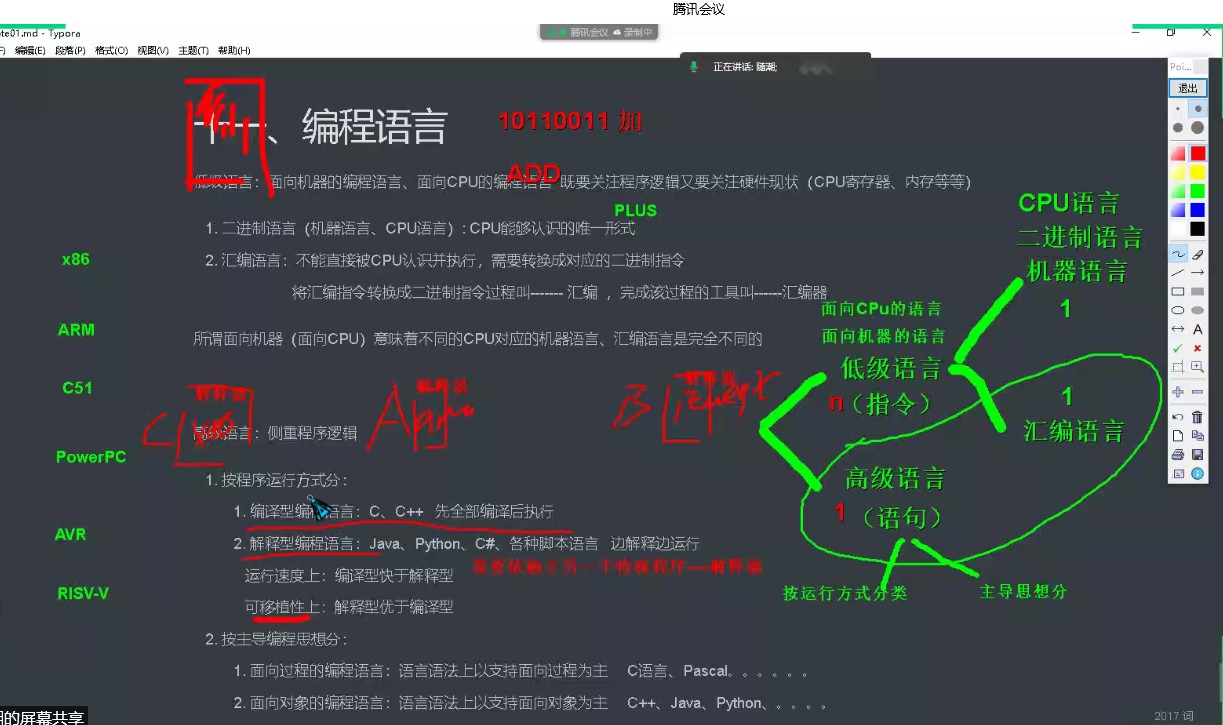 腾讯会议
ote01.md - Typora
腾讯会议 录制中
编辑(E) 段落(P) 格式(O) 视图(V) 主题(T) 帮助(H)
正在讲话: 随潮;
Poi...
退出
十一、编程语言
10110011 加
ADD
低级语言：面向机器的编程语言、面向CPU的编程语言 既要关注程序逻辑又要关注硬件现状（CPU寄存器、内存等等）
PLUS
1. 二进制语言（机器语言、CPU语言）: CPU能够认识的唯一形式
2. 汇编语言：不能直接被CPU认识并执行，需要转换成对应的二进制指令
将汇编指令转换成二进制指令过程叫------- 汇编 ，完成该过程的工具叫------汇编器
所谓面向机器（面向CPU）意味着不同的CPU对应的机器语言、汇编语言是完全不同的
x86
ARM
C51
PowerPC
AVR
RISV-V
解释器
解释器
解释器
C
A
B
高级语言：侧重程序逻辑
1. 按程序运行方式分：
1. 编译型编程语言：C、C++ 先全部编译后执行
2. 解释型编程语言：Java、Python、C#、各种脚本语言 边解释边运行
需要依赖于另一个特殊程序---解释器
运行速度上：编译型快于解释型
可移植性上：解释型优于编译型
2. 按主导编程思想分：
1. 面向过程的编程语言：语言语法上以支持面向过程为主 C语言、Pascal。。。。。。
2. 面向对象的编程语言：语言语法上以支持面向对象为主 C++、Java、Python、。。。。
CPU语言
二进制语言
机器语言
1
面向CPu的语言
面向机器的语言
低级语言
n（指令）
1
汇编语言
高级语言
1（语句）
按运行方式分类
主导思想分
A
2017 词
的屏幕共享